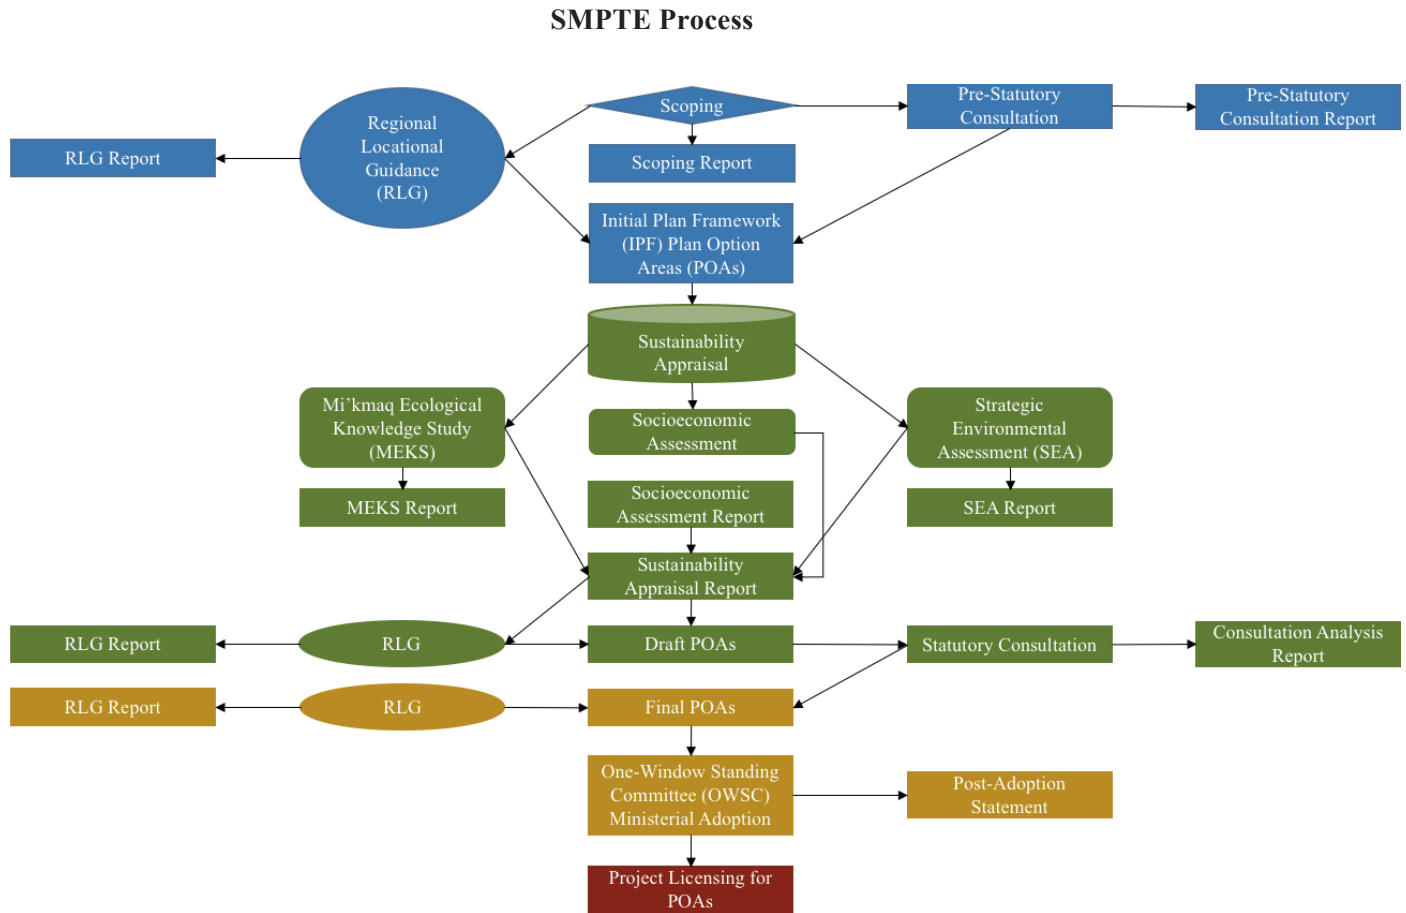 SMPTE Process
Scoping
Pre-Statutory
Consultation
Pre-Statutory
Consultation Report
Regional
Locational
Guidance
(RLG)
RLG Report
Scoping Report
Initial Plan Framework
(IPF) Plan Option
Areas (POAs)
Sustainability
Appraisal
Mi’kmaq Ecological
Knowledge Study
(MEKS)
Socioeconomic
Assessment
Strategic
Environmental
Assessment (SEA)
MEKS Report
Socioeconomic
Assessment Report
SEA Report
Sustainability
Appraisal Report
RLG Report
RLG
Draft POAs
Statutory Consultation
Consultation Analysis
Report
RLG Report
RLG
Final POAs
One-Window Standing
Committee (OWSC)
Ministerial Adoption
Post-Adoption
Statement
Project Licensing for
POAs